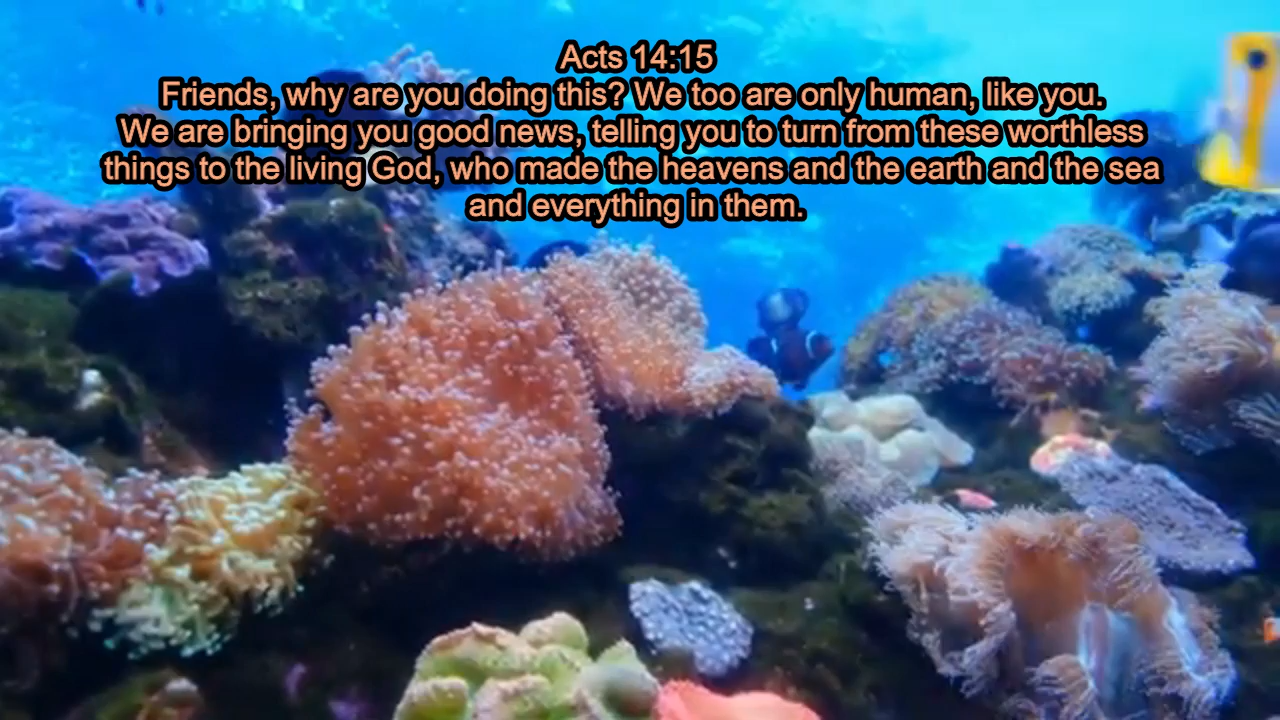 Acts 14:15
Friends, why are you doing this? We too are only human, like you.
We are bringing you good news, telling you to turn from these worthless
things to the living God, who made the heavens and the earth and the sea
and everything in them.